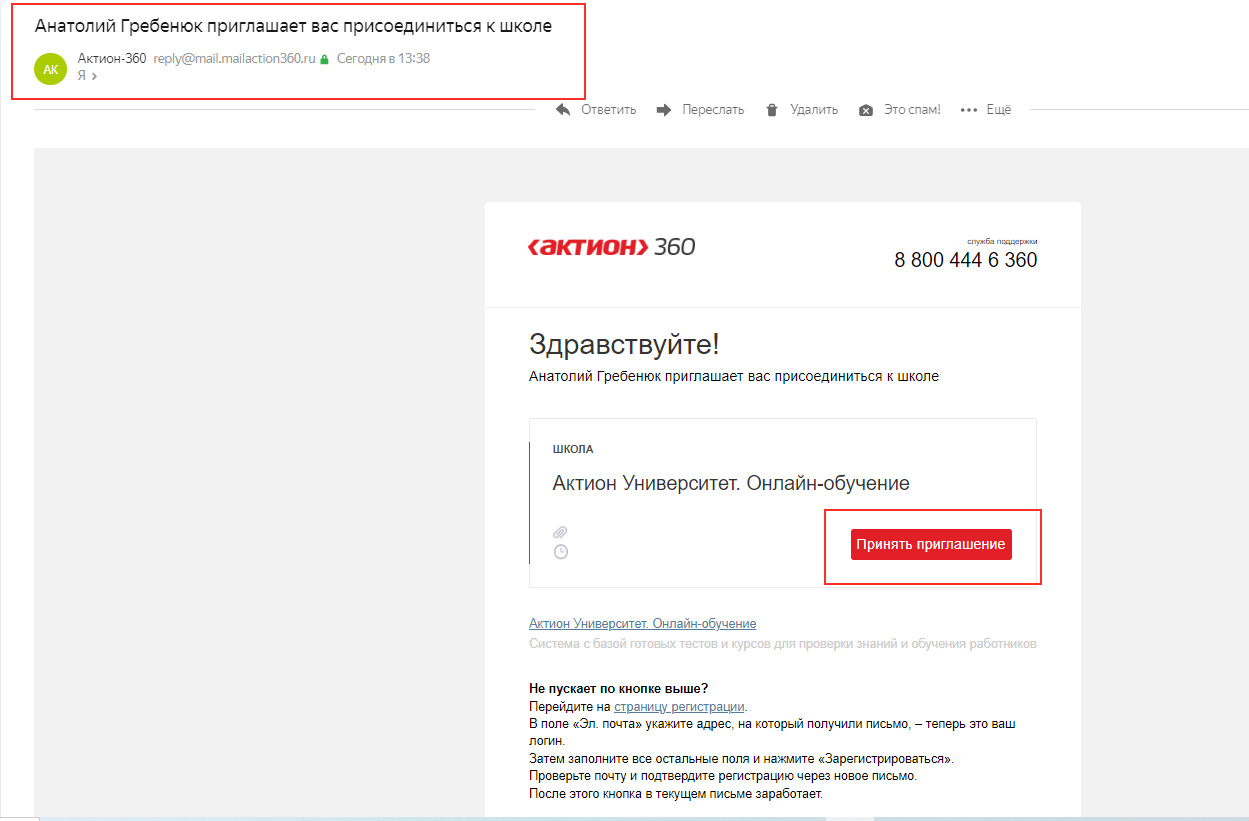 Анатолий Гребенюк приглашает вас присоединиться к школе
АК
Актион-360 reply@mail.mailaction360.ru Сегодня в 13:38
Я >
Ответить Переслать Удалить Это спам! Ещё
<актион> 360
служба поддержки
8 800 444 6 360
Здравствуйте!
Анатолий Гребенюк приглашает вас присоединиться к школе
ШКОЛА
Актион Университет. Онлайн-обучение
Принять приглашение
Актион Университет. Онлайн-обучение
Система с базой готовых тестов и курсов для проверки знаний и обучения работников
Не пускает по кнопке выше?
Перейдите на страницу регистрации.
В поле «Эл. почта» укажите адрес, на который получили письмо, – теперь это ваш
логин.
Затем заполните все остальные поля и нажмите «Зарегистрироваться».
Проверьте почту и подтвердите регистрацию через новое письмо.
После этого кнопка в текущем письме заработает.